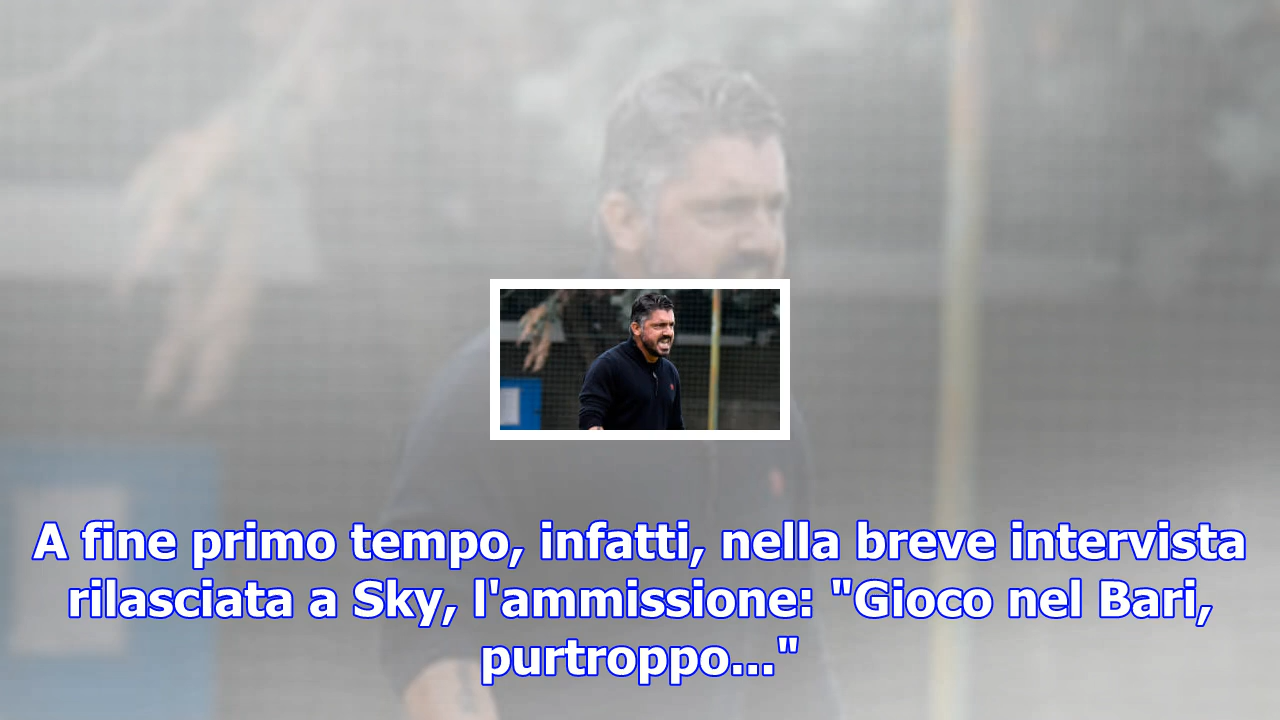 A fine primo tempo, infatti, nella breve intervista
rilasciata a Sky, l'ammissione: "Gioco nel Bari,
purtroppo..."